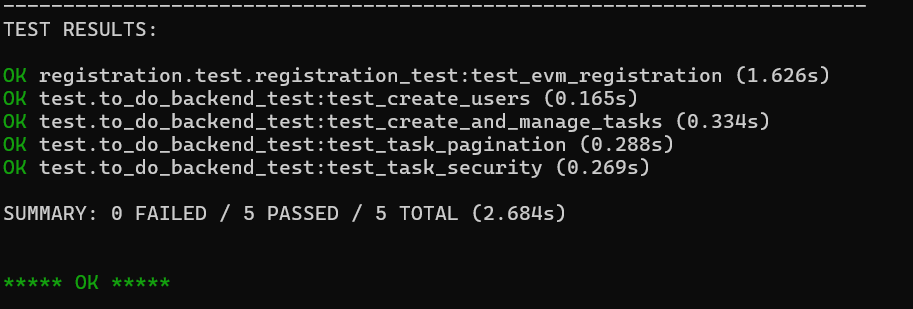 ------------------------------------------------------------------------
TEST RESULTS:
OK registration.test.registration_test:test_evm_registration (1.626s)
OK test.to_do_backend_test:test_create_users (0.165s)
OK test.to_do_backend_test:test_create_and_manage_tasks (0.334s)
OK test.to_do_backend_test:test_task_pagination (0.288s)
OK test.to_do_backend_test:test_task_security (0.269s)
SUMMARY: 0 FAILED / 5 PASSED / 5 TOTAL (2.684s)
***** OK *****